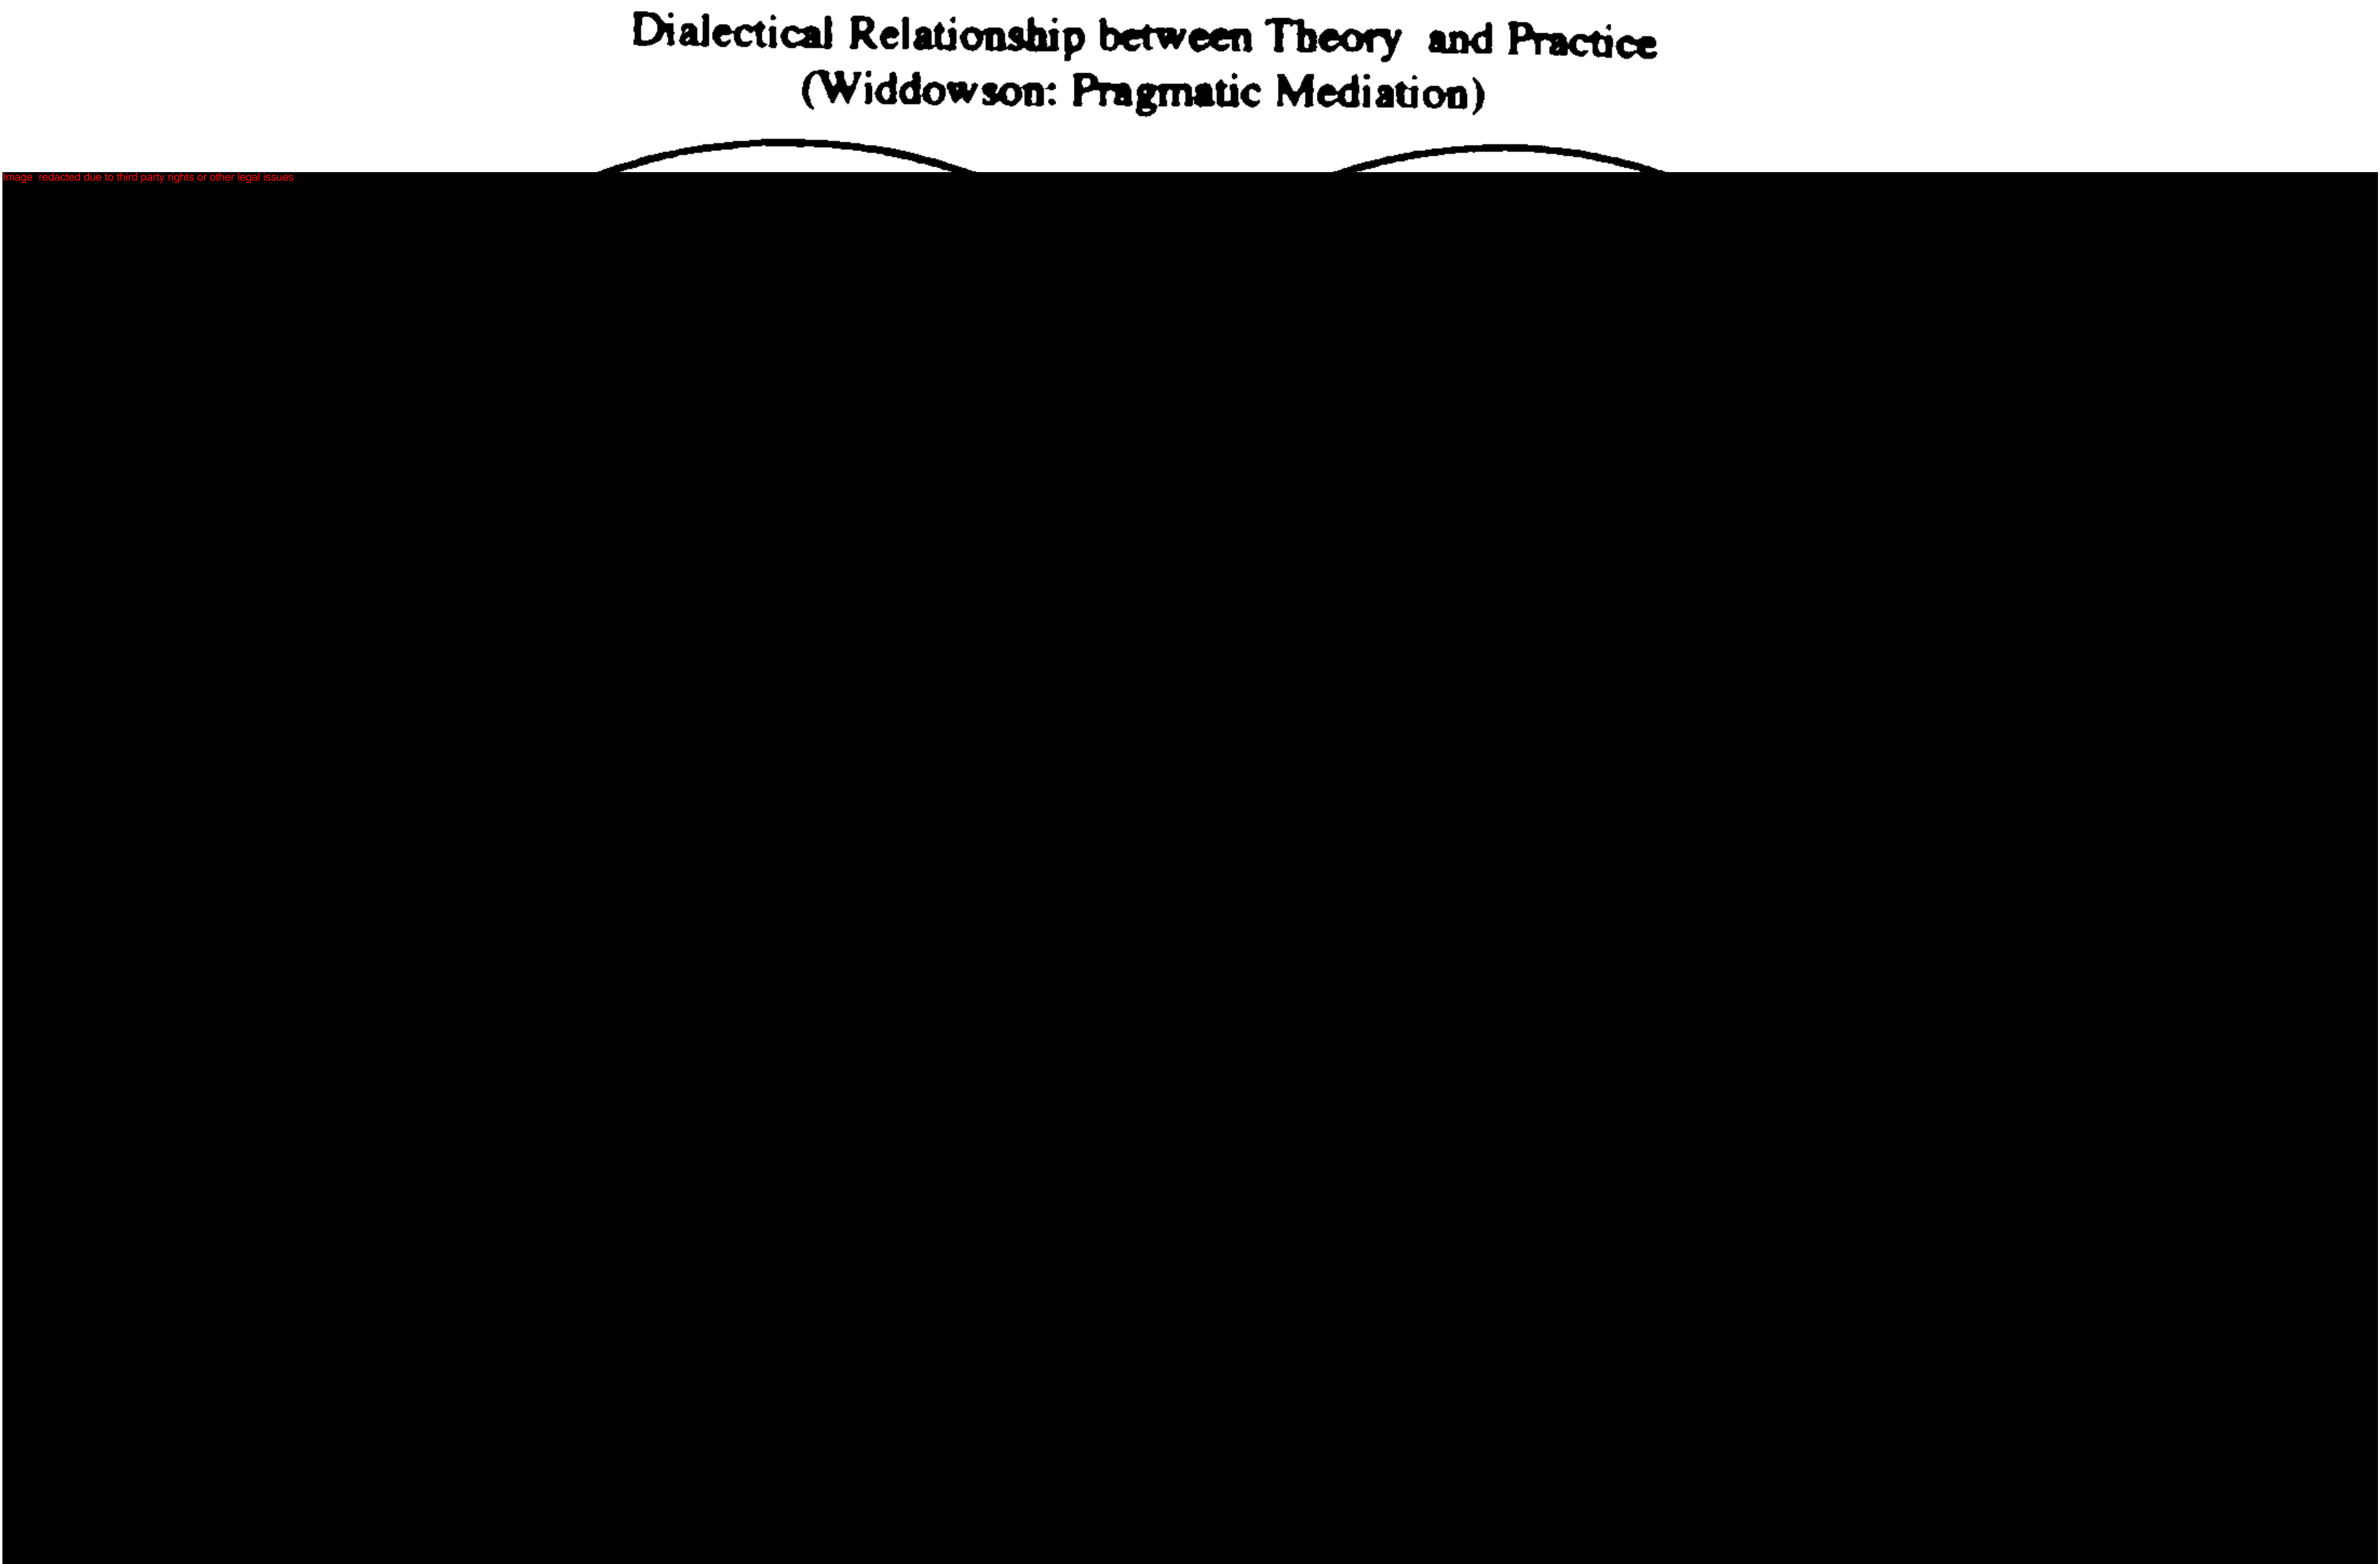 Dialectical Relationship between Theory and Practice
(Widdowson: Pragmatic Mediation)
Image redacted due to third party rights or other legal issues